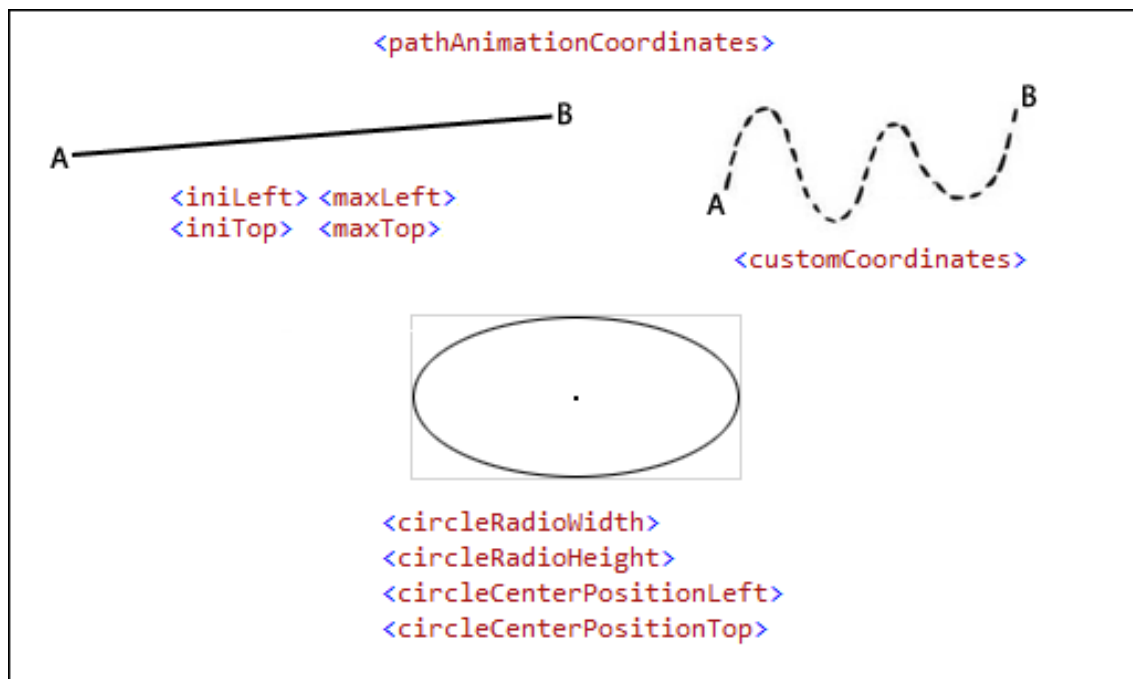 <pathAnimationCoordinates>
A B
<iniLeft> <maxLeft>
<iniTop> <maxTop>
B
A
<customCoordinates>
<circleRadioWidth>
<circleRadioHeight>
<circleCenterPositionLeft>
<circleCenterPositionTop>